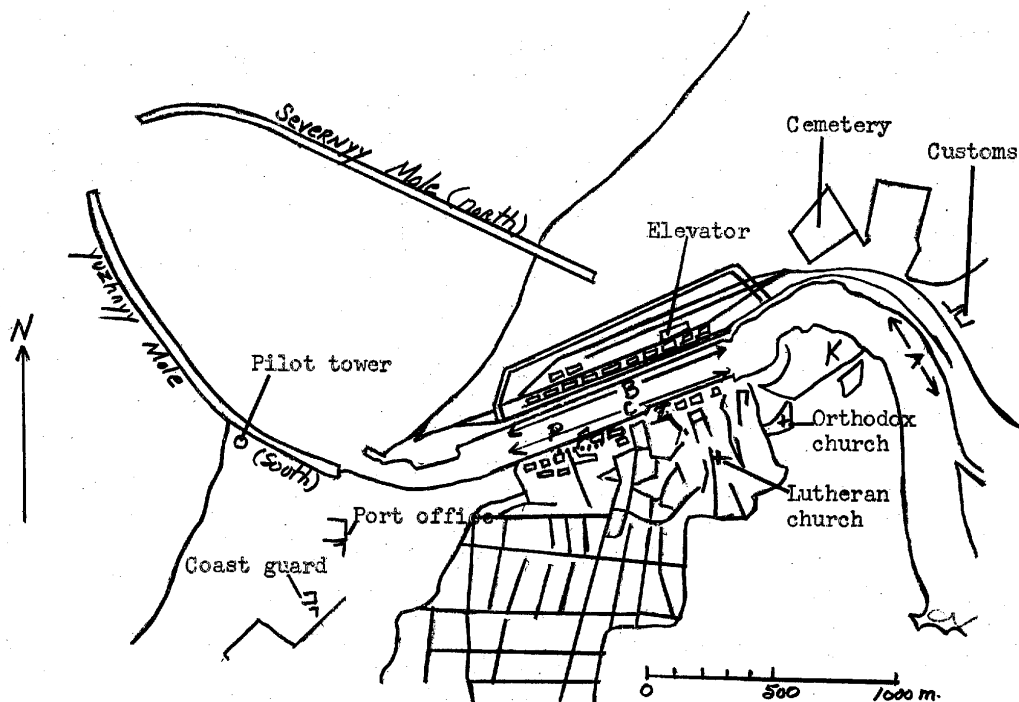 Cemetery
Customs
Severnyy Mole (north)
Elevator
Yuzhnyy Mole
(South)
N
Pilot tower
A
K
B
C
D
Orthodox
church
Lutheran
church
Port office
Coast guard
0 500 1000 m.